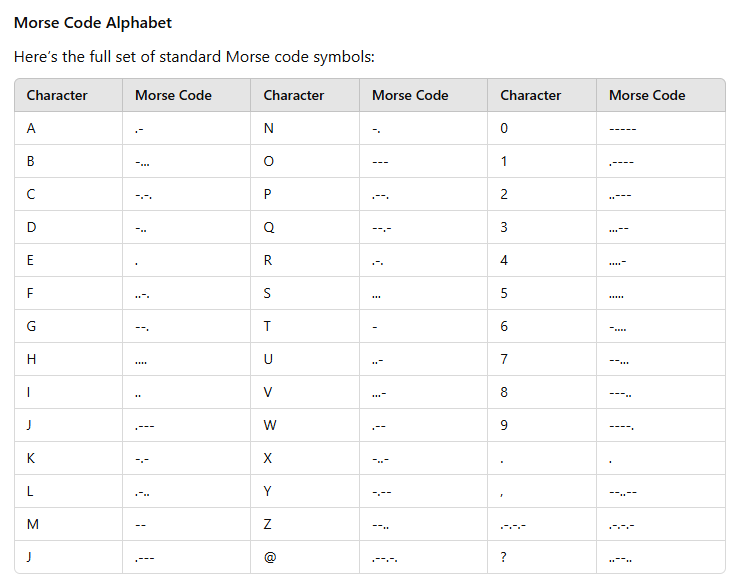 Morse Code Alphabet
Here's the full set of standard Morse code symbols:
Character Morse Code Character Morse Code Character Morse Code
A .- N -. 0 -----
B -... O --- 1 .----
C -.-. P .--. 2 ..---
D -.. Q --.- 3 ...--
E . R .-. 4 ....-
F ..-. S ... 5 .....
G --. T - 6 -....
H .... U ..- 7 --...
I .. V ...- 8 ---..
J .--- W .-- 9 ----.
K -.- X -..- . .
L .-.. Y -.-- , --..--
M -- Z --.. .-.-.- .-.-.-
J .--- @ .--.-. ? ..--..